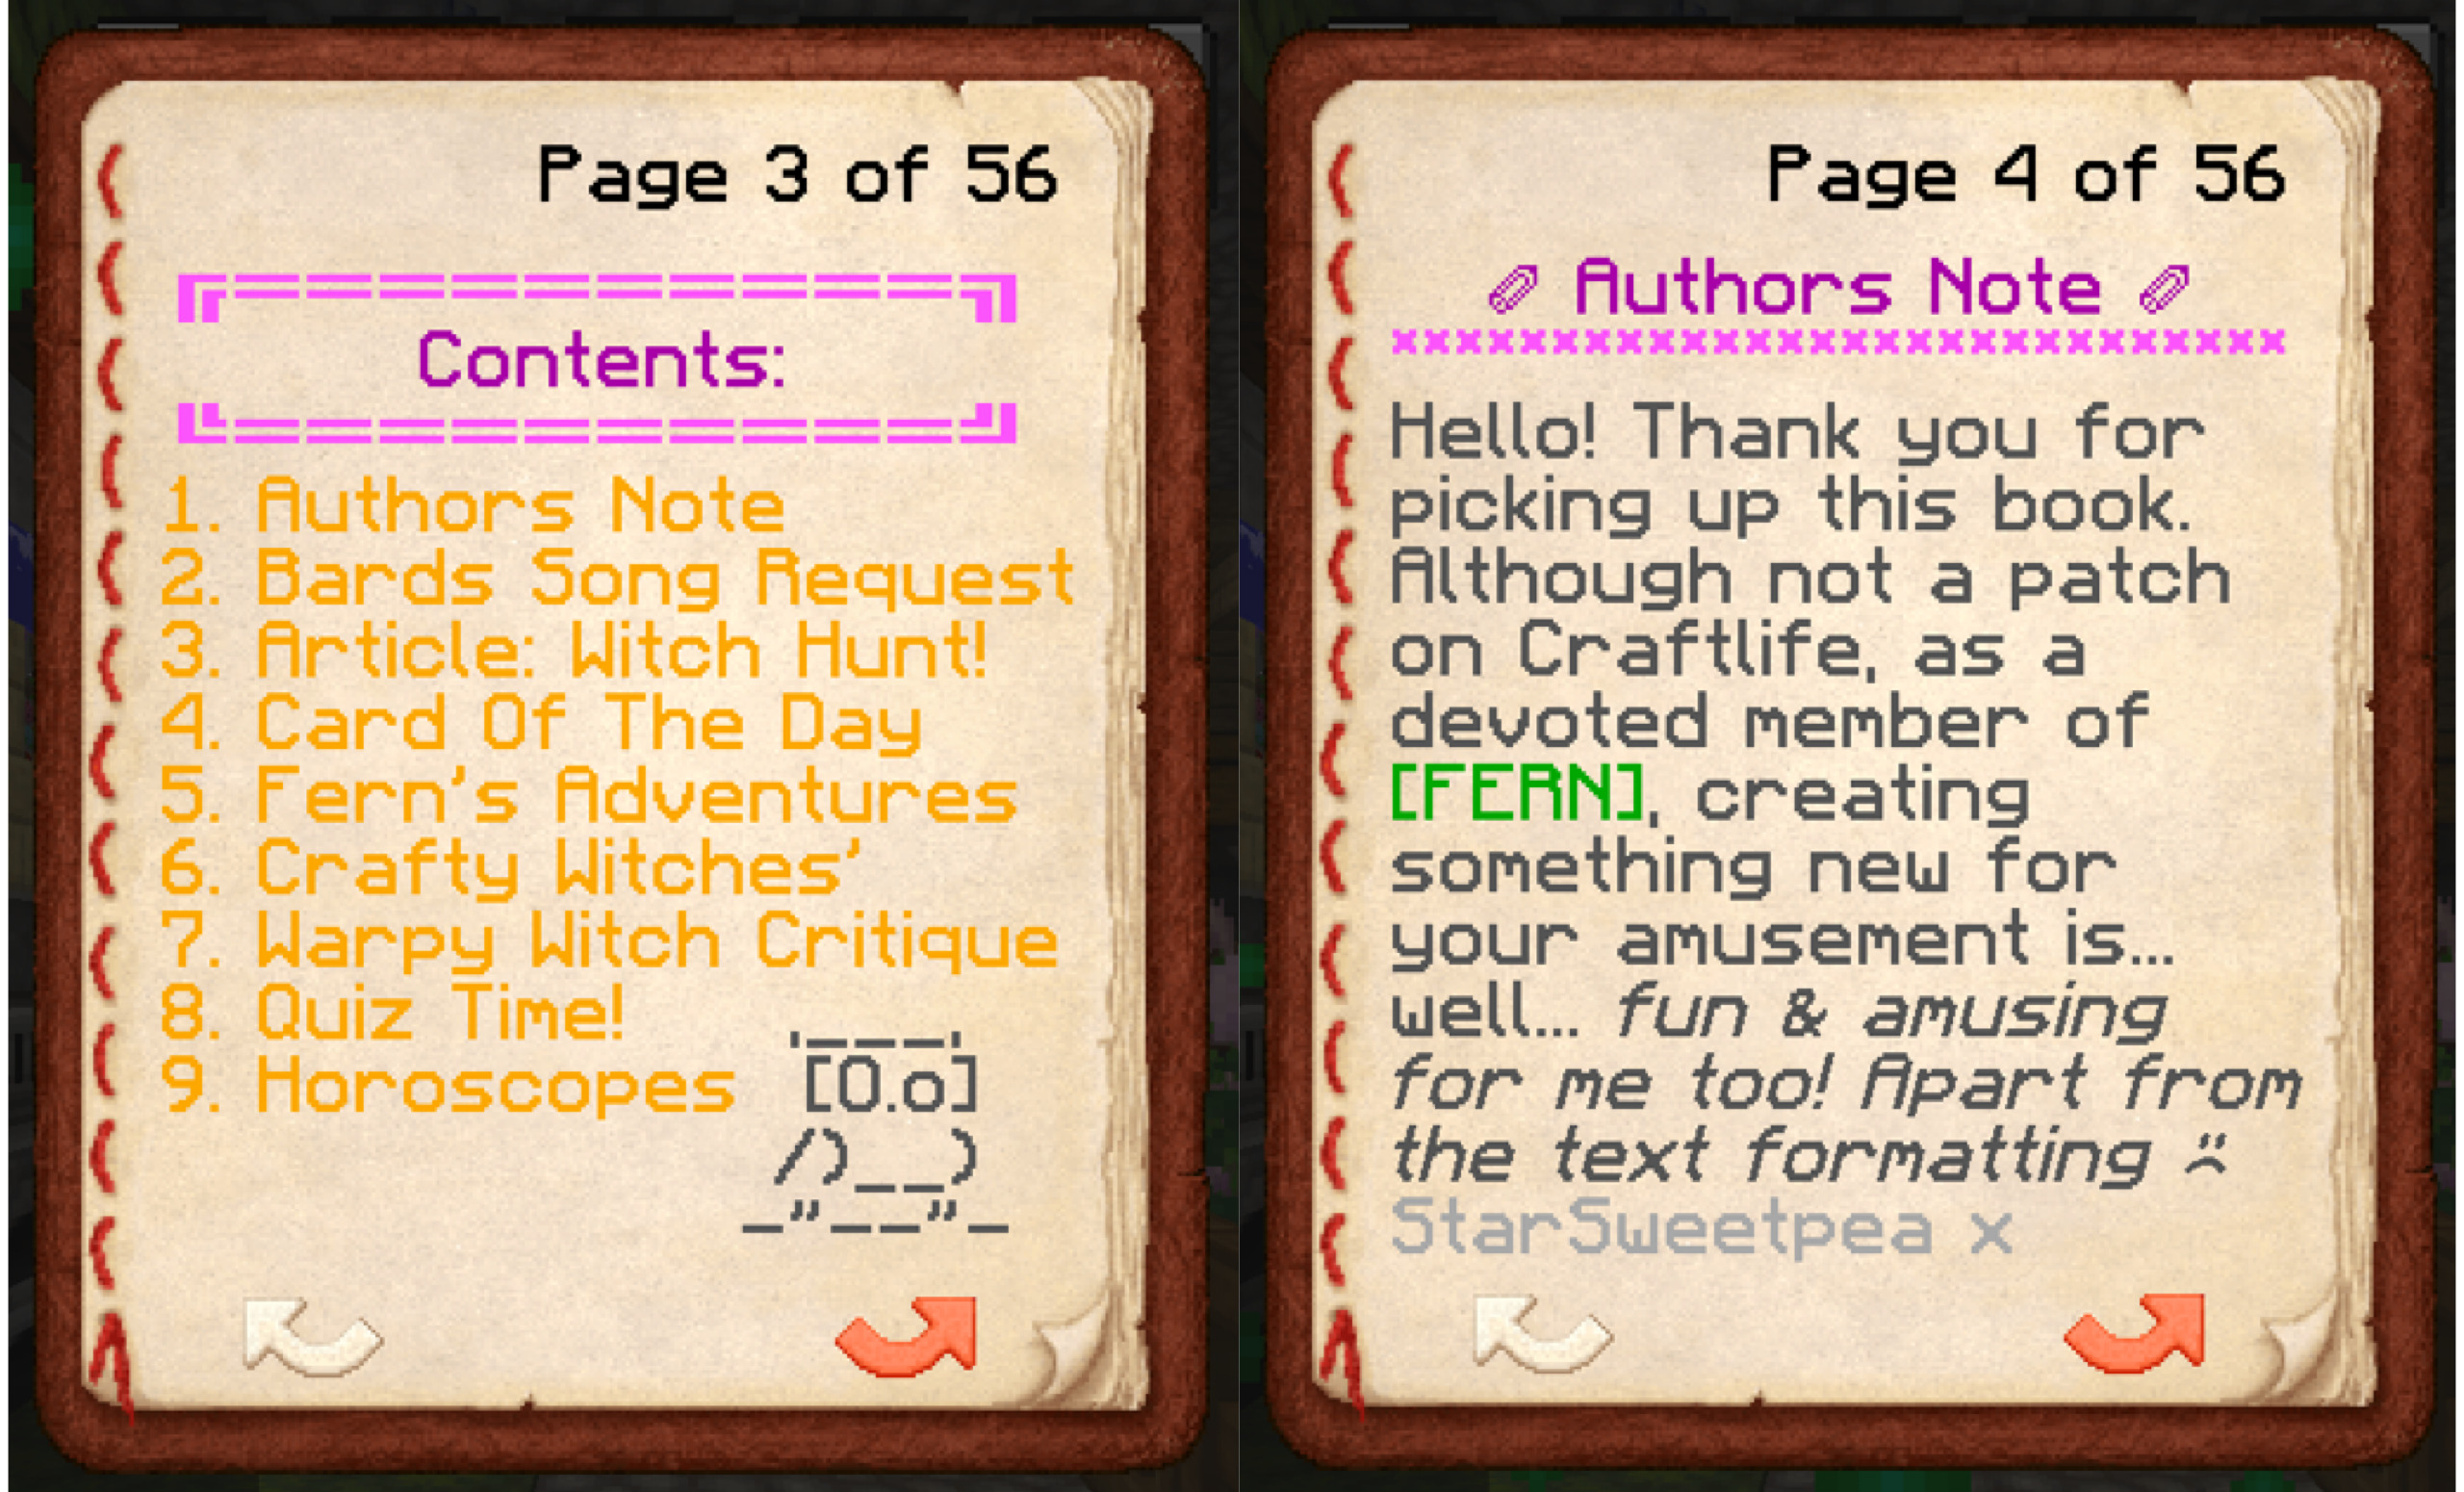 Page 3 of 56
Contents:
1. Authors Note
2. Bards Song Request
3. Article: Witch Hunt!
4. Card Of The Day
5. Fern's Adventures
6. Crafty Witches'
7. Warpy Witch Critique
8. Quiz Time!
9. Horoscopes
'___'
[O.o]
/)__)
_"__"_
Page 4 of 56
✐ Authors Note ✐
××××××××××××××××××××××××××××
Hello! Thank you for
picking up this book.
Although not a patch
on Craftlife, as a
devoted member of
[FERN], creating
something new for
your amusement is...
well... fun & amusing
for me too! Apart from
the text formatting ☹
StarSweetpea x